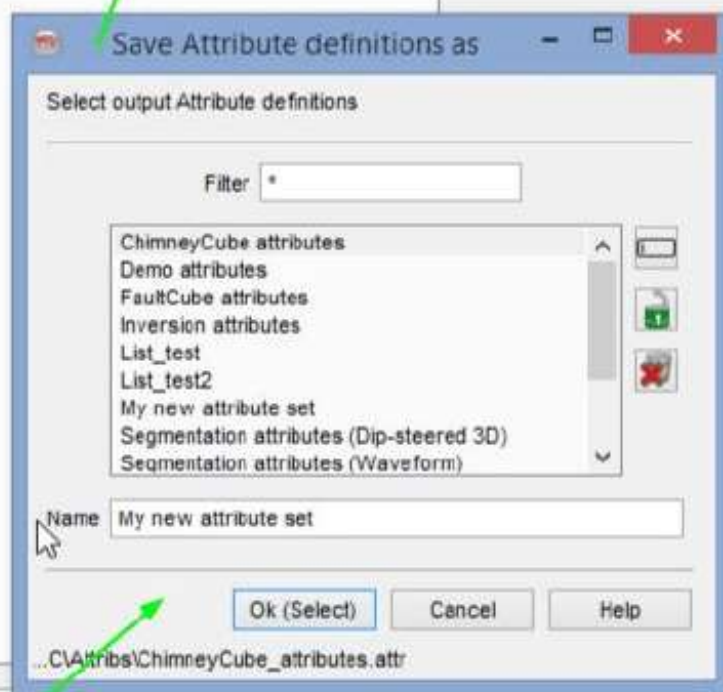 Save Attribute definitions as
Select output Attribute definitions
Filter *
ChimneyCube attributes
Demo attributes
FaultCube attributes
Inversion attributes
List_test
List_test2
My new attribute set
Segmentation attributes (Dip-steered 3D)
Segmentation attributes (Waveform)
Name My new attribute set
Ok (Select) Cancel Help
...C\Attribs\ChimneyCube_attributes.attr